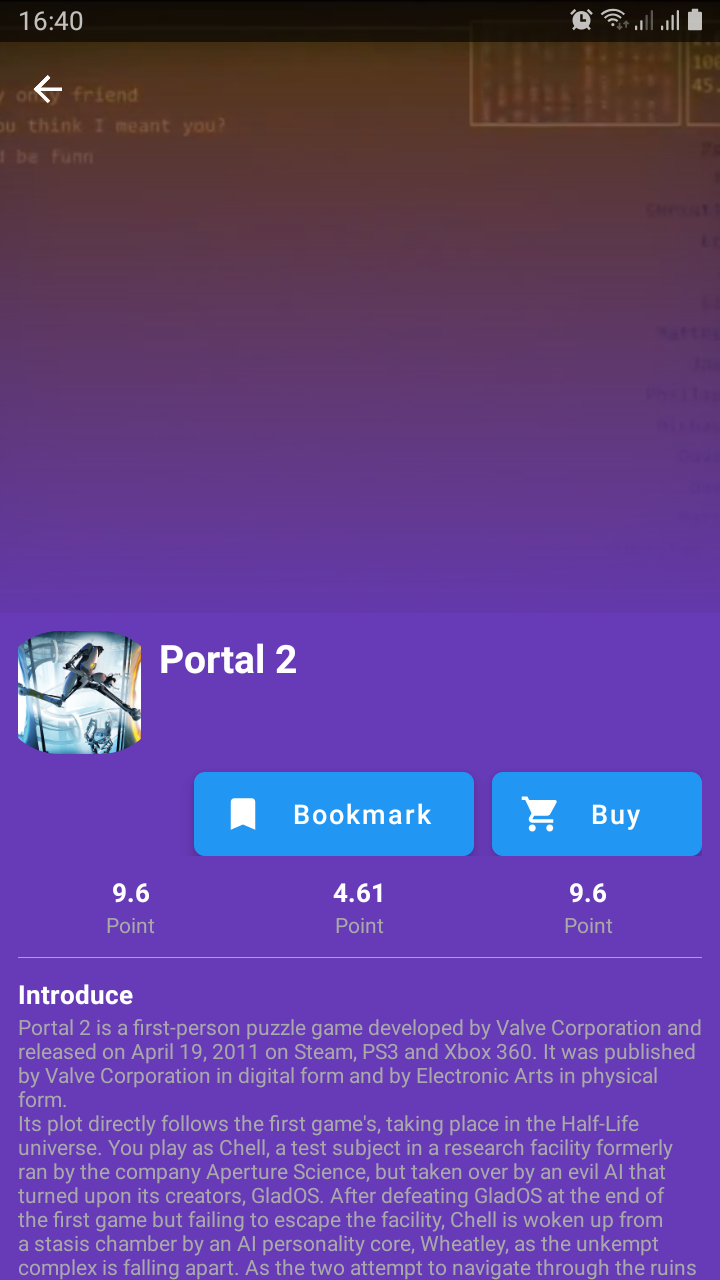 16:40
only friend
you think I meant you?
be funn
Portal 2
Bookmark
Buy
9.6
4.61
9.6
Point
Point
Point
Introduce
Portal 2 is a first-person puzzle game developed by Valve Corporation and
released on April 19, 2011 on Steam, PS3 and Xbox 360. It was published
by Valve Corporation in digital form and by Electronic Arts in physical
form.
Its plot directly follows the first game's, taking place in the Half-Life
universe. You play as Chell, a test subject in a research facility formerly
ran by the company Aperture Science, but taken over by an evil AI that
turned upon its creators, GladOS. After defeating GladOS at the end of
the first game but failing to escape the facility, Chell is woken up from
a stasis chamber by an AI personality core, Wheatley, as the unkempt
complex is falling apart. As the two attempt to navigate through the ruins